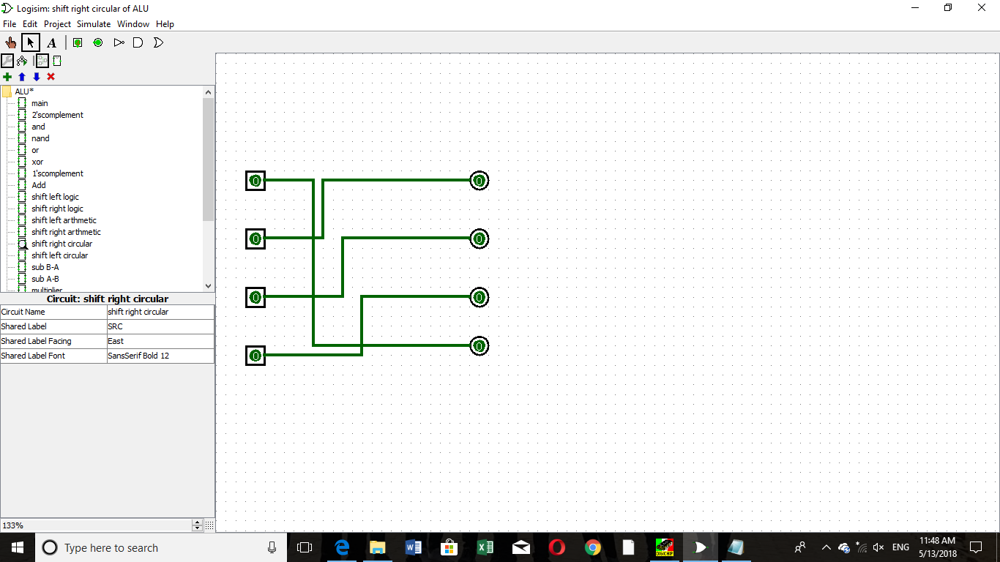 Logisim: shift right circular of ALU
File Edit Project Simulate Window Help
A
ALU*
main
2'scomplement
and
nand
or
xor
1'scomplement
Add
shift left logic
shift right logic
shift left arthmetic
shift right arthmetic
shift right circular
shift left circular
sub B-A
sub A-B
multiplier
Circuit: shift right circular
Circuit Name shift right circular
Shared Label SRC
Shared Label Facing East
Shared Label Font SansSerif Bold 12
0 0
0 0
0 0
0
0
133%
Type here to search
DIGICHIP
ENG
11:48 AM
5/13/2018